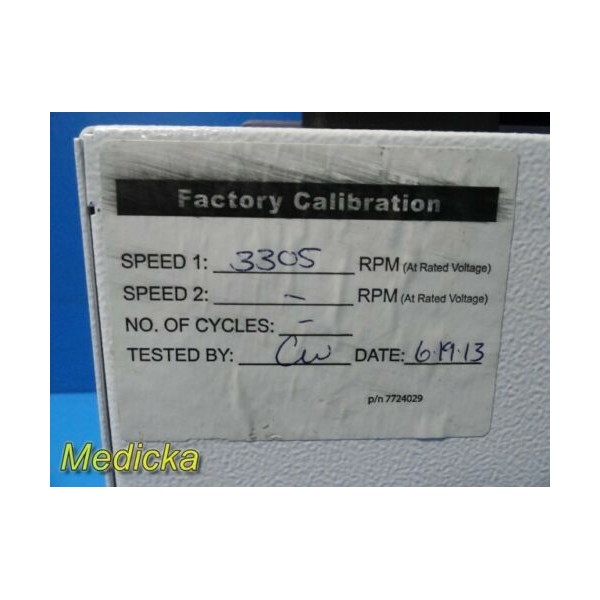 Factory Calibration
SPEED 1: 3305 RPM (At Rated Voltage)
SPEED 2: - RPM (At Rated Voltage)
NO. OF CYCLES: -
TESTED BY: CW DATE: 6.19.13
p/n 7724029
Medicka